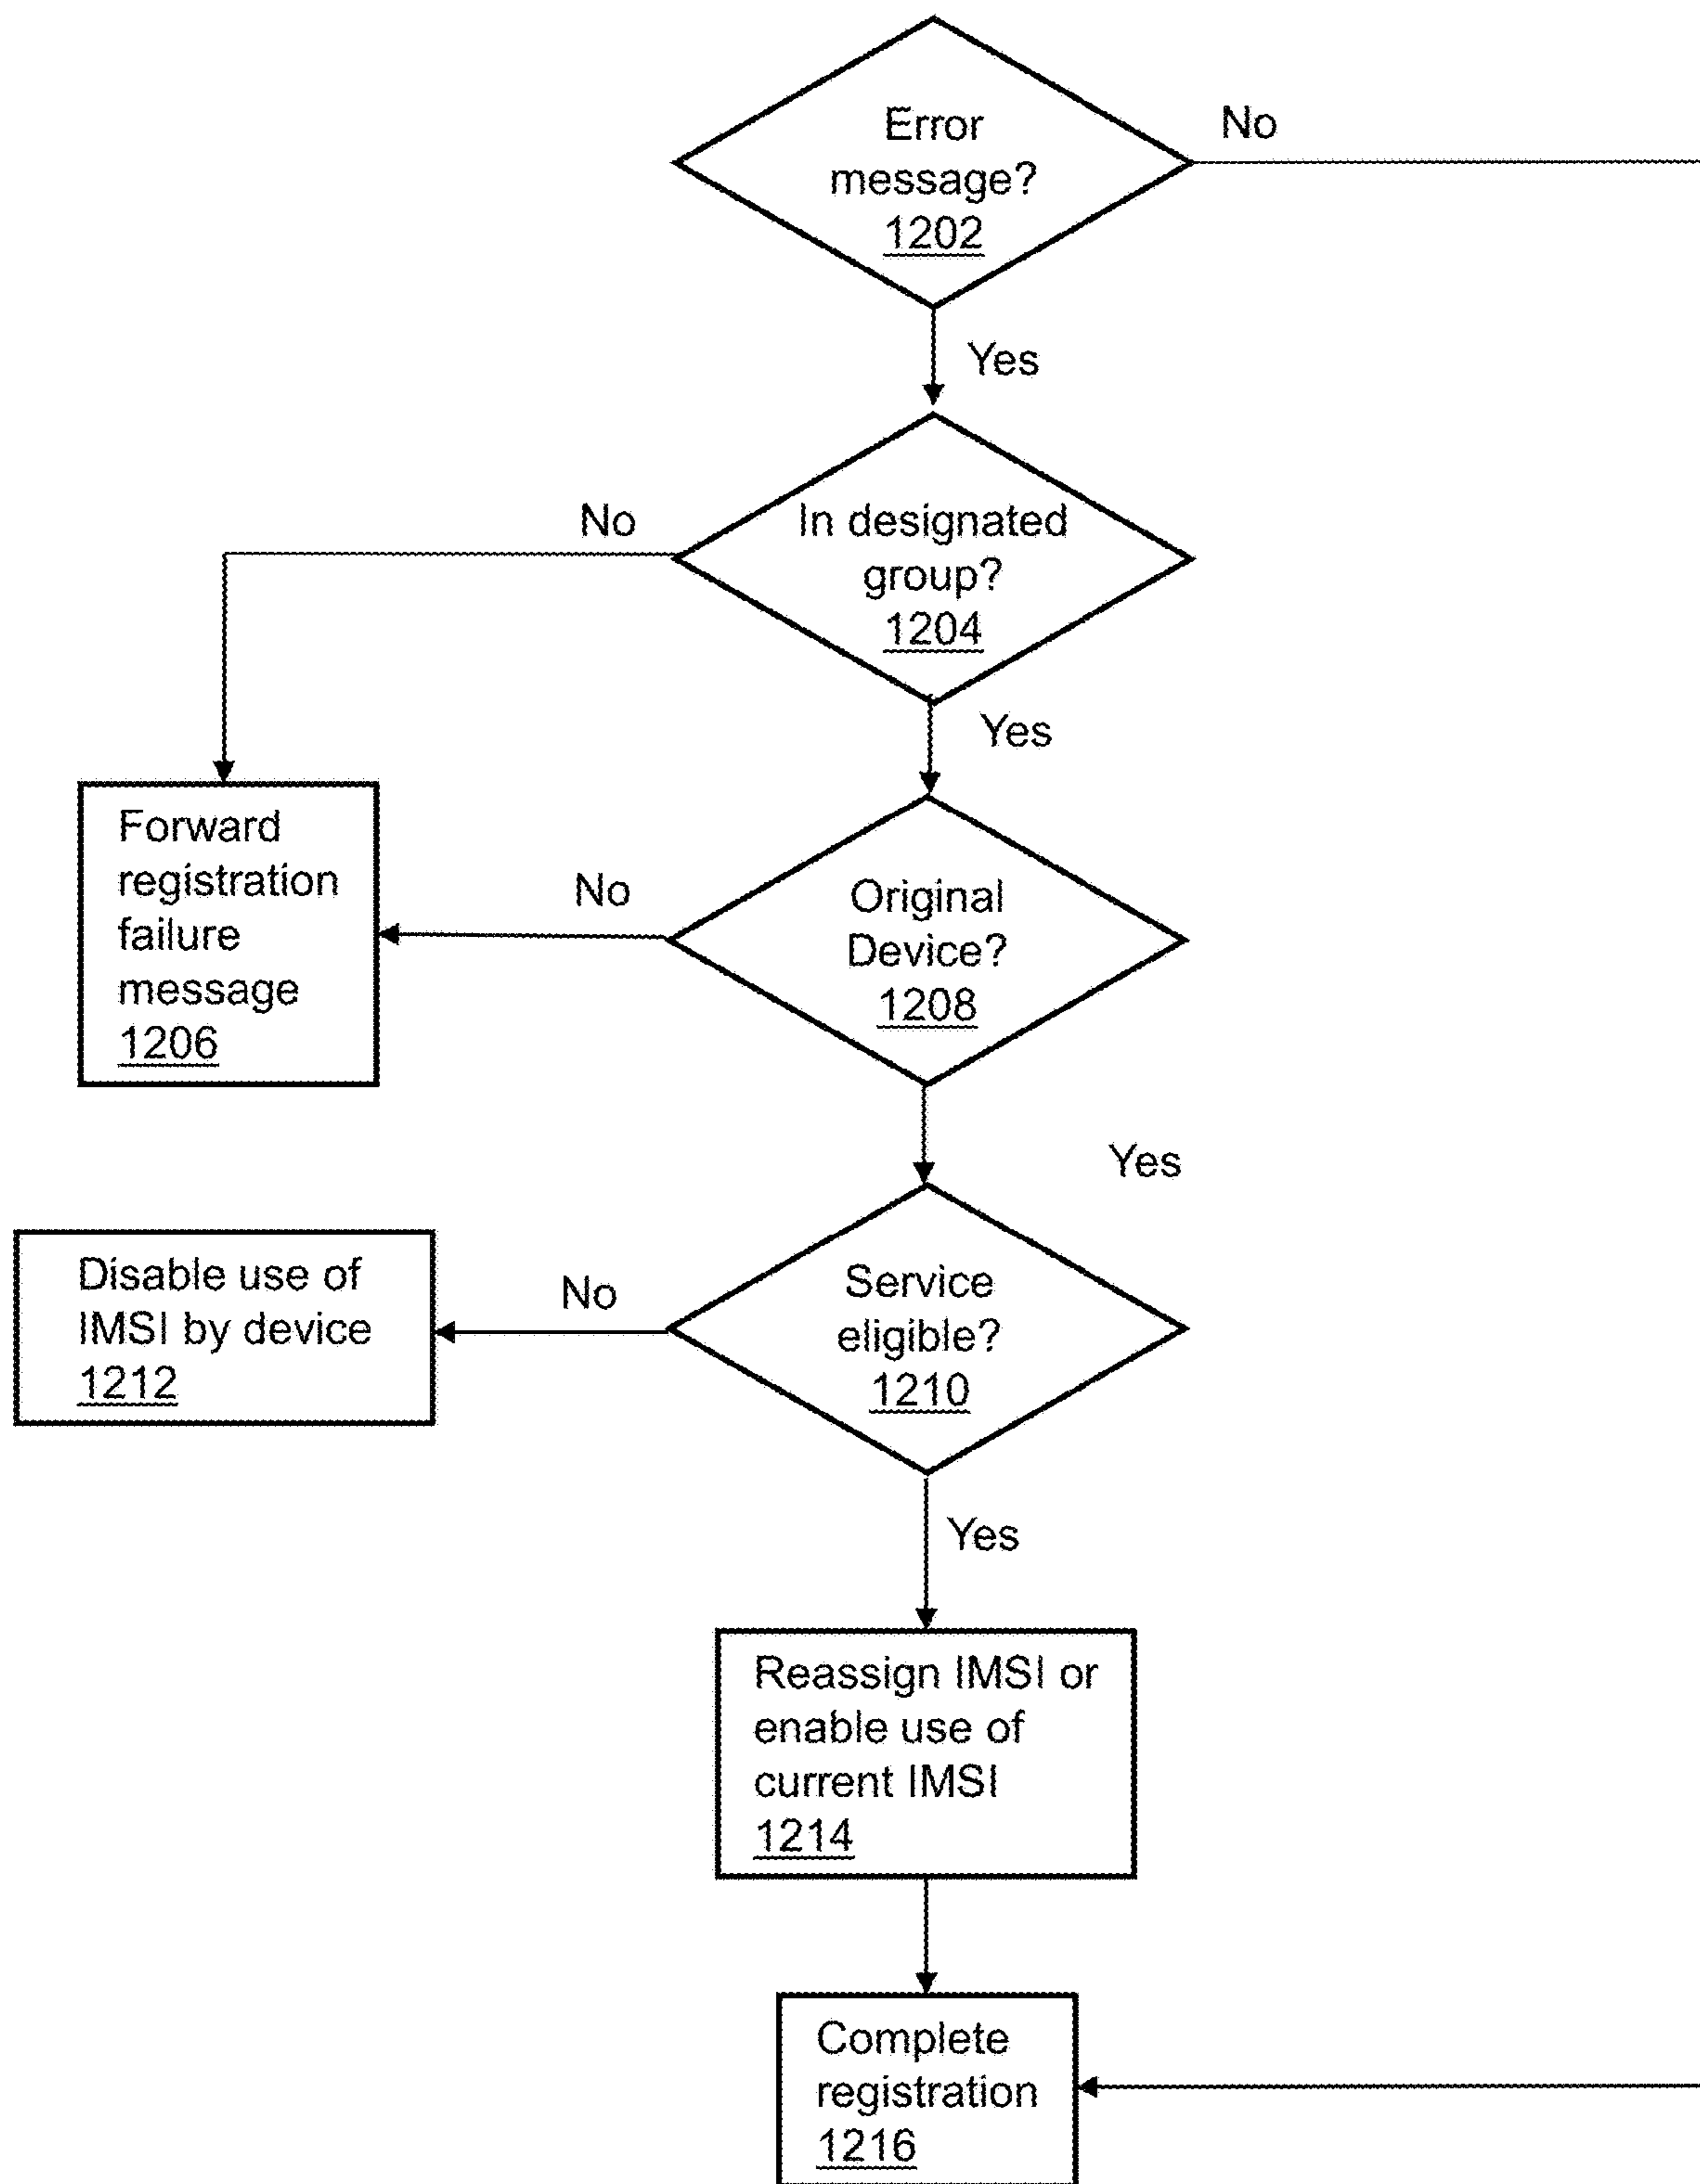 Error
message?
1202
No
Yes
In designated
group?
1204
No
Yes
Forward
registration
failure
message
1206
No
Original
Device?
1208
Yes
Disable use of
IMSI by device
1212
No
Service
eligible?
1210
Yes
Reassign IMSI or
enable use of
current IMSI
1214
Complete
registration
1216